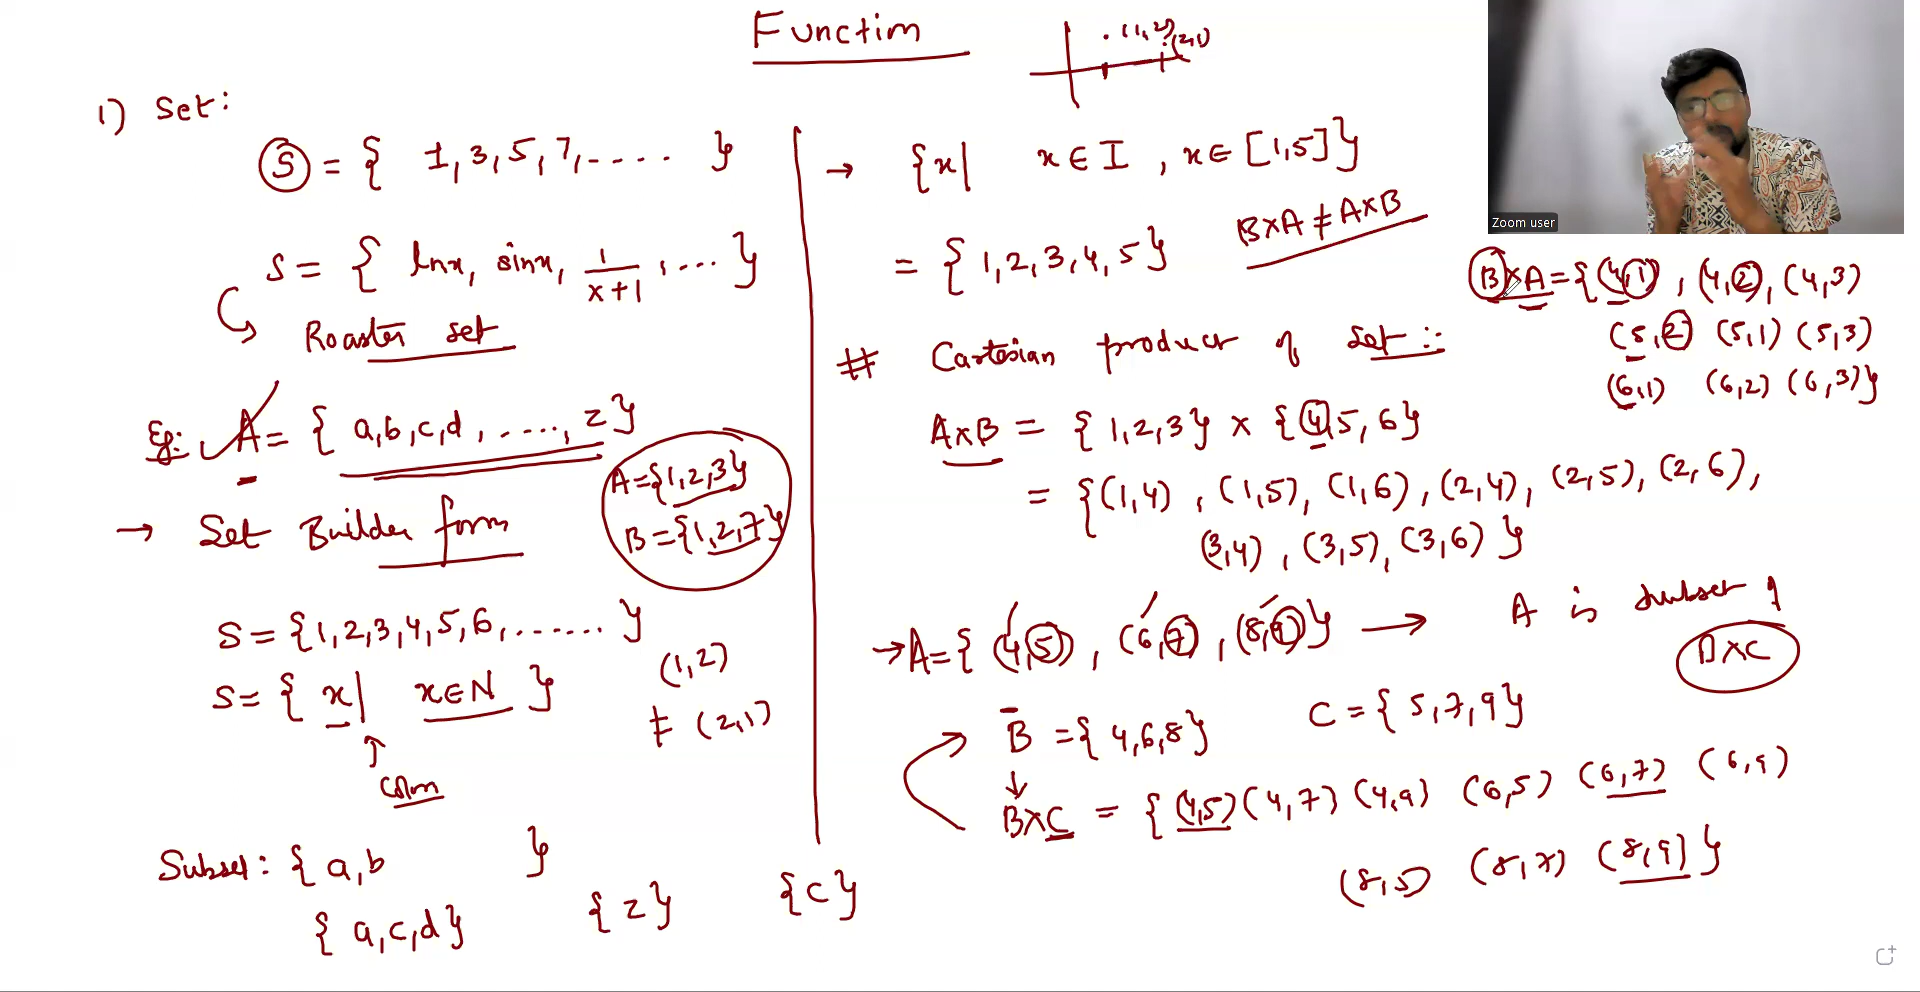 Function
.(1,2)
(2,1)
1) Set:
S = { 1, 3, 5, 7, - . . . . }
S = { lnx, sinx, 1/x+1, ... }
Roaster set
Eg: A = { a,b,c,d, ....., z }
A={1,2,3}
B={1,2,7}
→ Set Builder form
S = {1,2,3,4,5,6, ....... }
S = { x| x∈N }
↑
colon
(1,2)
≠ (2,1)
Subset: { a,b }
{ a,c,d} { z } { c }
→ {x| x∈I , x∈[1,5]}
= { 1,2,3,4,5}
B×A ≠ A×B
# Cartesian product of set ::
A×B = { 1,2,3} × {4,5,6}
= {(1,4) , (1,5), (1,6), (2,4), (2,5), (2,6),
(3,4) , (3,5), (3,6) }
B×A = {(4,1) , (4,2), (4,3)
(5,2) (5,1) (5,3)
(6,1) (6,2) (6,3)}
→ A={ (4,5) , (6,7) , (8,9)} → A is subset of
B×C
B = { 4,6,8} C = { 5,7,9}
↓
B×C = { (4,5) (4,7) (4,9) (6,5) (6,7) (6,9)
(8,5) (8,7) (8,9) }
Zoom user